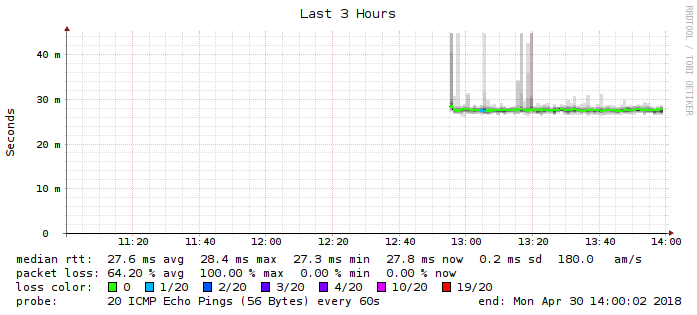 Last 3 Hours
RRDTOOL / TOBI OETIKER
Seconds
40 m
30 m
20 m
10 m
0
11:20 11:40 12:00 12:20 12:40 13:00 13:20 13:40 14:00
median rtt: 27.6 ms avg 28.4 ms max 27.3 ms min 27.8 ms now 0.2 ms sd 180.0 am/s
packet loss: 64.20 % avg 100.00 % max 0.00 % min 0.00 % now
loss color: 0 1/20 2/20 3/20 4/20 10/20 19/20
probe: 20 ICMP Echo Pings (56 Bytes) every 60s end: Mon Apr 30 14:00:02 2018